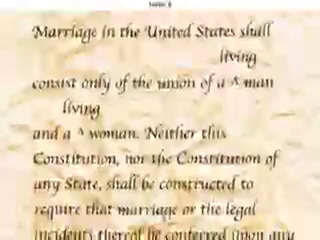 Marriage in the United States shall
living
consist only of the union of a ^ man
living
and a ^ woman. Neither this
Constitution, nor the Constitution of
any State, shall be constructed to
require that marriage or the legal
incidents thereof be conferred upon any